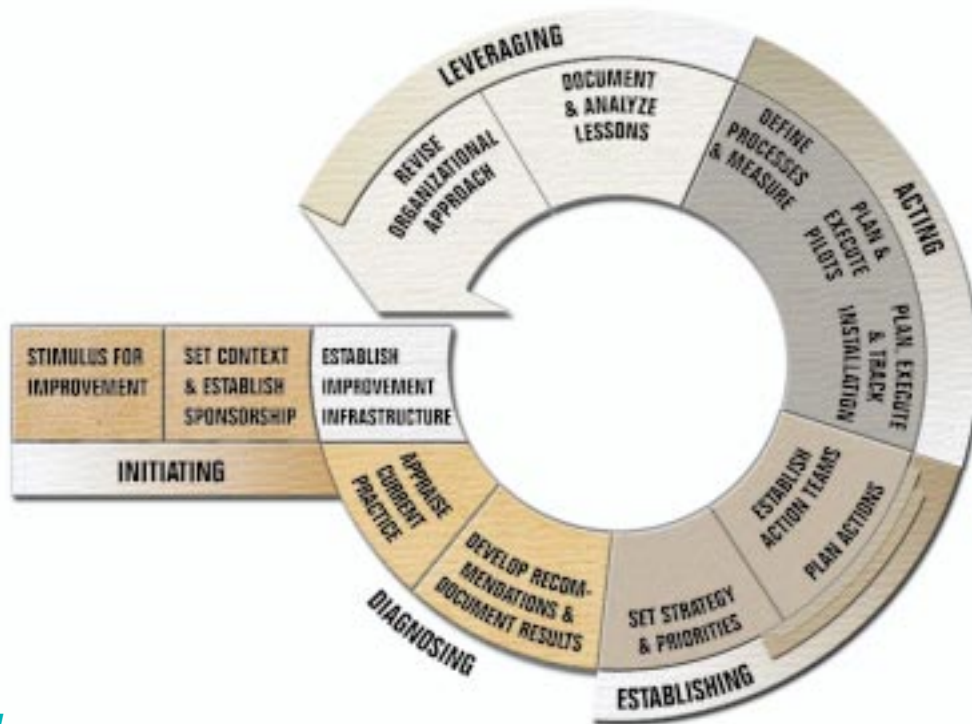 LEVERAGING
DOCUMENT
& ANALYZE
LESSONS
REVISE
ORGANIZATIONAL
APPROACH
DEFINE
PROCESSES
& MEASURE
PLAN &
EXECUTE
PILOTS
PLAN, EXECUTE
& TRACK
INSTALLATION
ACTING
STIMULUS FOR
IMPROVEMENT
SET CONTEXT
& ESTABLISH
SPONSORSHIP
ESTABLISH
IMPROVEMENT
INFRASTRUCTURE
INITIATING
APPRAISE
CURRENT
PRACTICE
DEVELOP RECOM-
MENDATIONS &
DOCUMENT RESULTS
DIAGNOSING
SET STRATEGY
& PRIORITIES
ESTABLISH
ACTION TEAMS
PLAN ACTIONS
ESTABLISHING